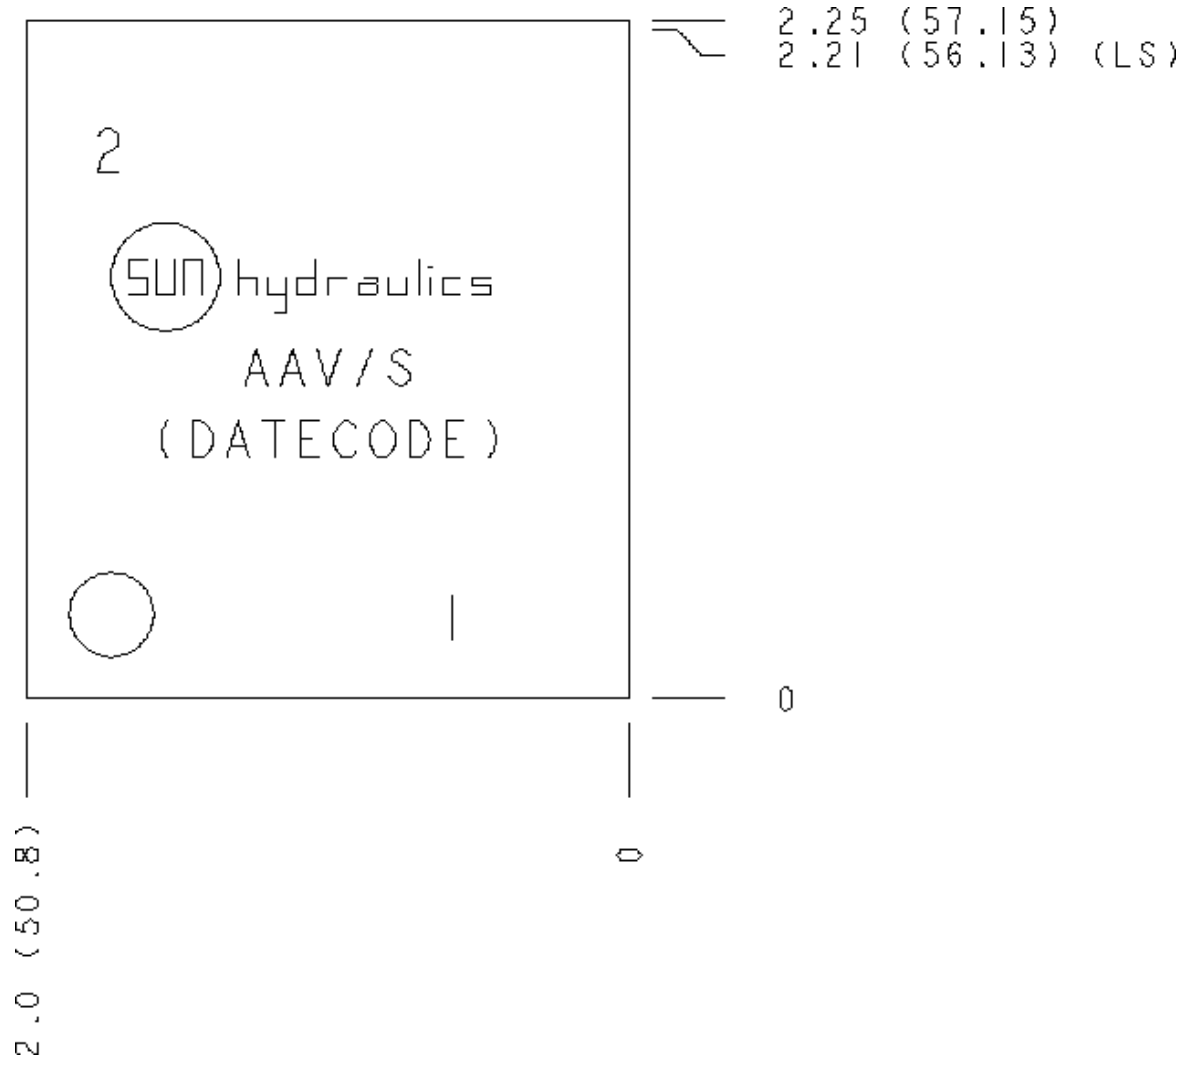 2.25 (57.15)
2.21 (56.13) (LS)
2
SUN hydraulics
AAV/S
(DATECODE)
1
0
2.0 (50.8)
0